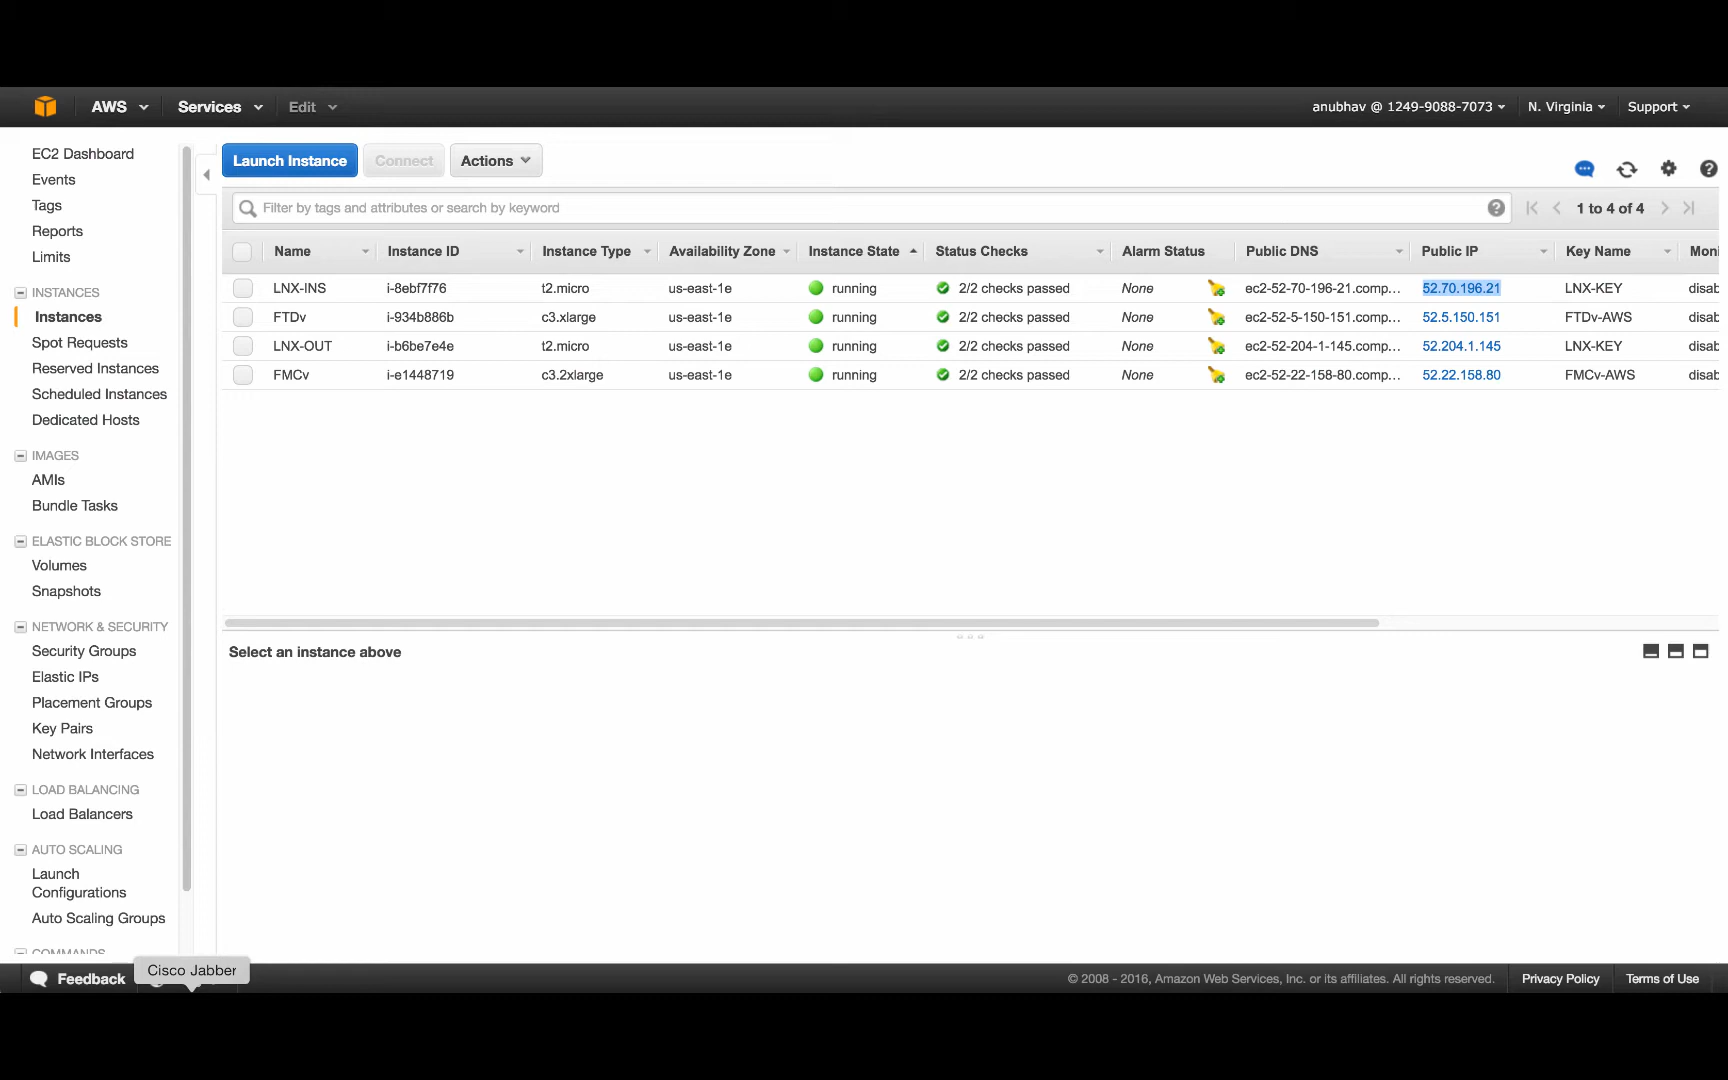 AWS Services Edit anubhav @ 1249-9088-7073 N. Virginia Support
EC2 Dashboard
Events
Tags
Reports
Limits
INSTANCES
Instances
Spot Requests
Reserved Instances
Scheduled Instances
Dedicated Hosts
IMAGES
AMIs
Bundle Tasks
ELASTIC BLOCK STORE
Volumes
Snapshots
NETWORK & SECURITY
Security Groups
Elastic IPs
Placement Groups
Key Pairs
Network Interfaces
LOAD BALANCING
Load Balancers
AUTO SCALING
Launch
Configurations
Auto Scaling Groups
COMMANDS
Launch Instance Connect Actions
Filter by tags and attributes or search by keyword 1 to 4 of 4
Name Instance ID Instance Type Availability Zone Instance State Status Checks Alarm Status Public DNS Public IP Key Name Moni
LNX-INS i-8ebf7f76 t2.micro us-east-1e running 2/2 checks passed None ec2-52-70-196-21.comp... 52.70.196.21 LNX-KEY disab
FTDv i-934b886b c3.xlarge us-east-1e running 2/2 checks passed None ec2-52-5-150-151.comp... 52.5.150.151 FTDv-AWS disab
LNX-OUT i-b6be7e4e t2.micro us-east-1e running 2/2 checks passed None ec2-52-204-1-145.comp... 52.204.1.145 LNX-KEY disab
FMCv i-e1448719 c3.2xlarge us-east-1e running 2/2 checks passed None ec2-52-22-158-80.comp... 52.22.158.80 FMCv-AWS disab
Select an instance above
Cisco Jabber
Feedback © 2008 - 2016, Amazon Web Services, Inc. or its affiliates. All rights reserved. Privacy Policy Terms of Use